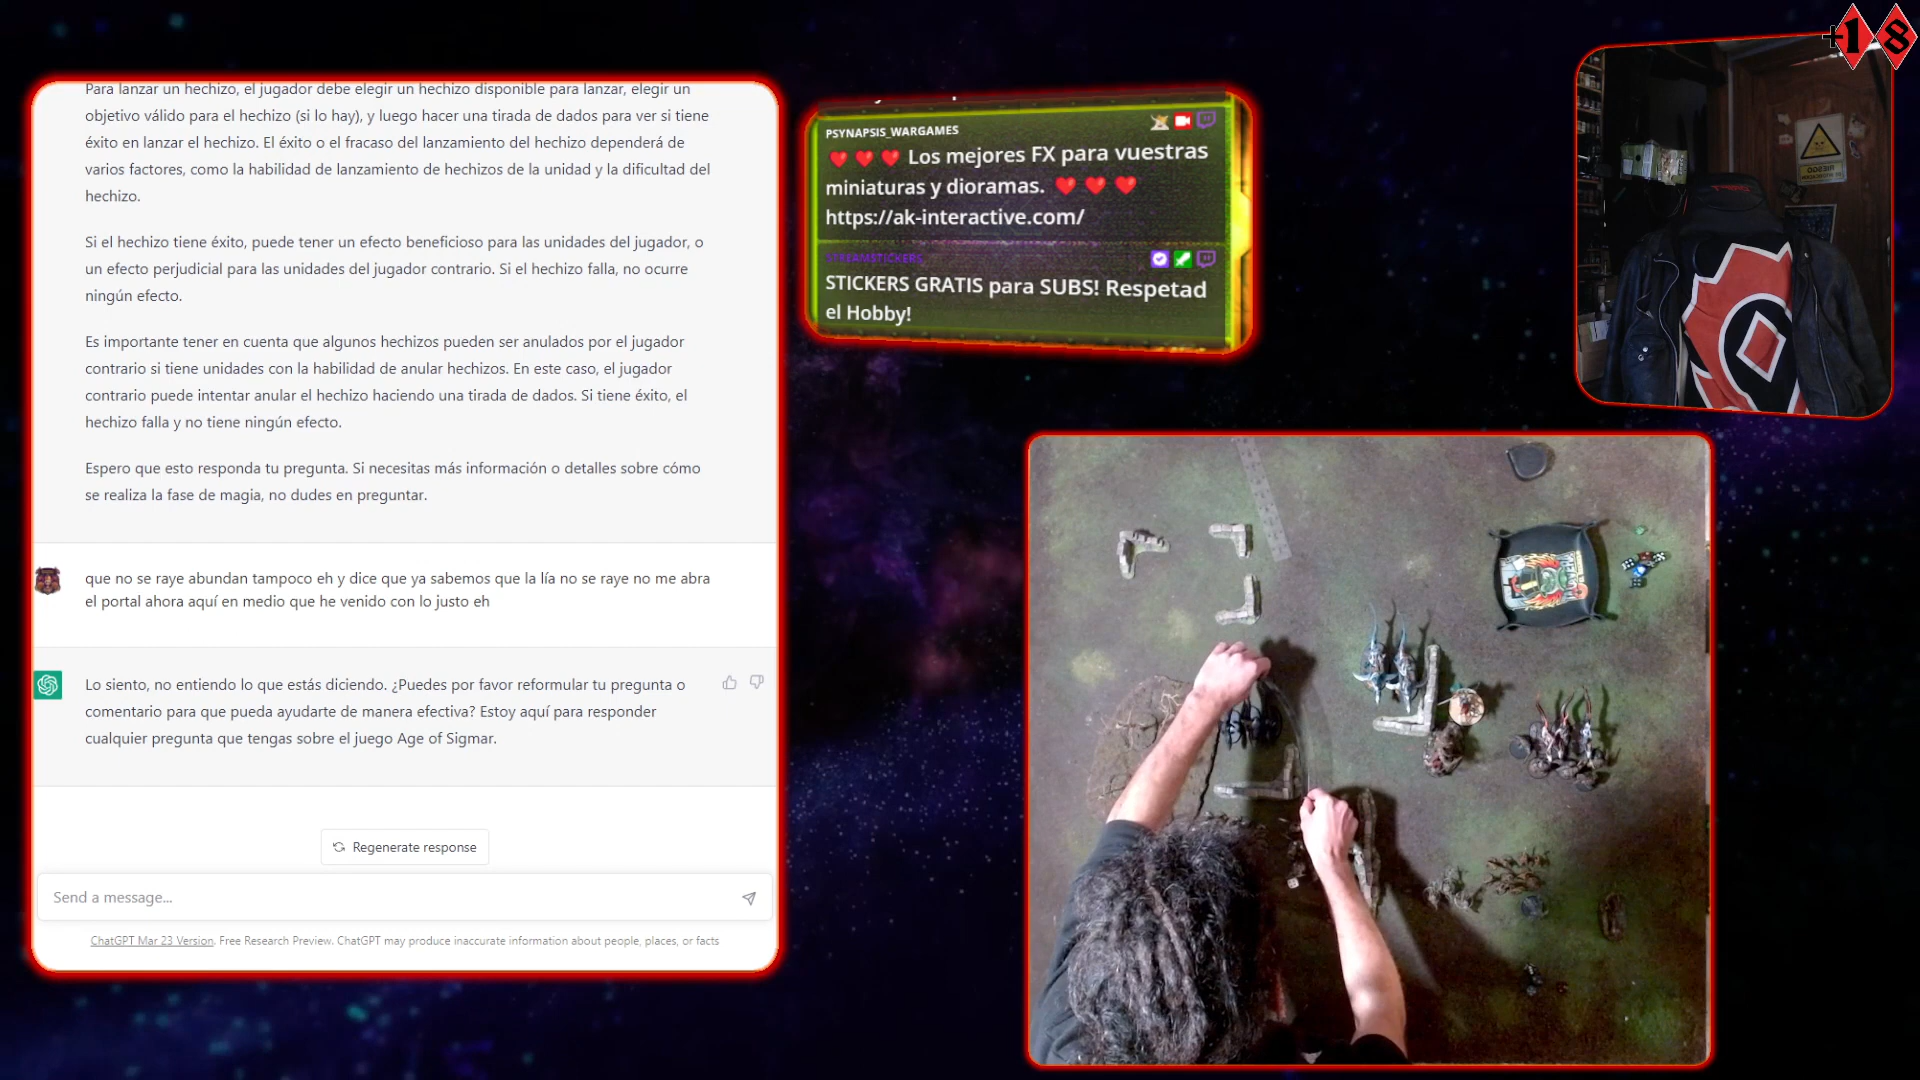 Para lanzar un hechizo, el jugador debe elegir un hechizo disponible para lanzar, elegir un
objetivo válido para el hechizo (si lo hay), y luego hacer una tirada de dados para ver si tiene
éxito en lanzar el hechizo. El éxito o el fracaso del lanzamiento del hechizo dependerá de
varios factores, como la habilidad de lanzamiento de hechizos de la unidad y la dificultad del
hechizo.
Si el hechizo tiene éxito, puede tener un efecto beneficioso para las unidades del jugador, o
un efecto perjudicial para las unidades del jugador contrario. Si el hechizo falla, no ocurre
ningún efecto.
Es importante tener en cuenta que algunos hechizos pueden ser anulados por el jugador
contrario si tiene unidades con la habilidad de anular hechizos. En este caso, el jugador
contrario puede intentar anular el hechizo haciendo una tirada de dados. Si tiene éxito, el
hechizo falla y no tiene ningún efecto.
Espero que esto responda tu pregunta. Si necesitas más información o detalles sobre cómo
se realiza la fase de magia, no dudes en preguntar.
que no se raye abundan tampoco eh y dice que ya sabemos que la lía no se raye no me abra
el portal ahora aquí en medio que he venido con lo justo eh
Lo siento, no entiendo lo que estás diciendo. ¿Puedes por favor reformular tu pregunta o
comentario para que pueda ayudarte de manera efectiva? Estoy aquí para responder
cualquier pregunta que tengas sobre el juego Age of Sigmar.
Regenerate response
Send a message...
ChatGPT Mar 23 Version. Free Research Preview. ChatGPT may produce inaccurate information about people, places, or facts
PSYNAPSIS_WARGAMES
Los mejores FX para vuestras
miniaturas y dioramas.
https://ak-interactive.com/
STREAMSTICKERS
STICKERS GRATIS para SUBS! Respetad
el Hobby!
+18